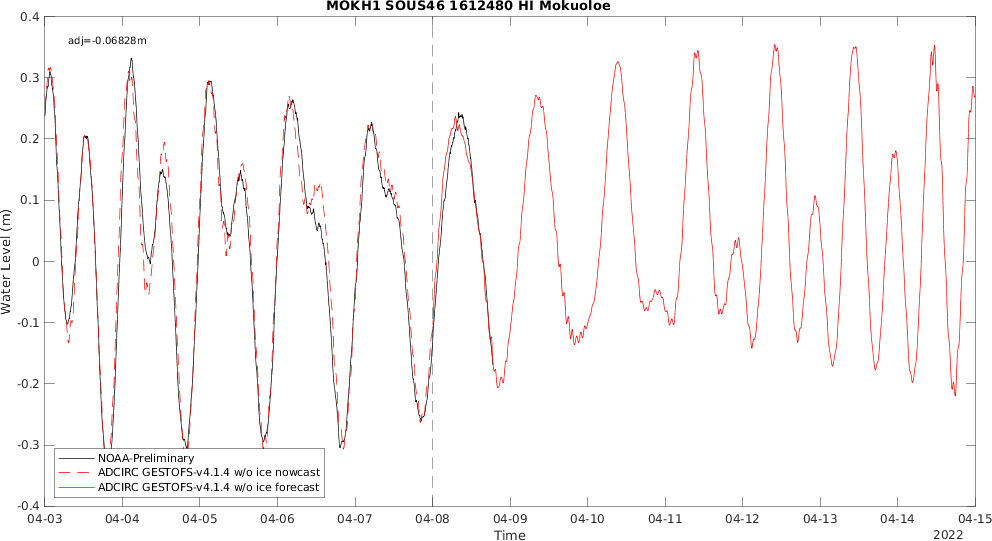 MOKH1 SOUS46 1612480 HI Mokuoloe
adj=-0.06828m
0.4
0.3
0.2
0.1
0
-0.1
-0.2
-0.3
-0.4
Water Level (m)
NOAA-Preliminary
ADCIRC GESTOFS-v4.1.4 w/o ice nowcast
ADCIRC GESTOFS-v4.1.4 w/o ice forecast
04-03 04-04 04-05 04-06 04-07 04-08 04-09 04-10 04-11 04-12 04-13 04-14 04-15
Time
2022